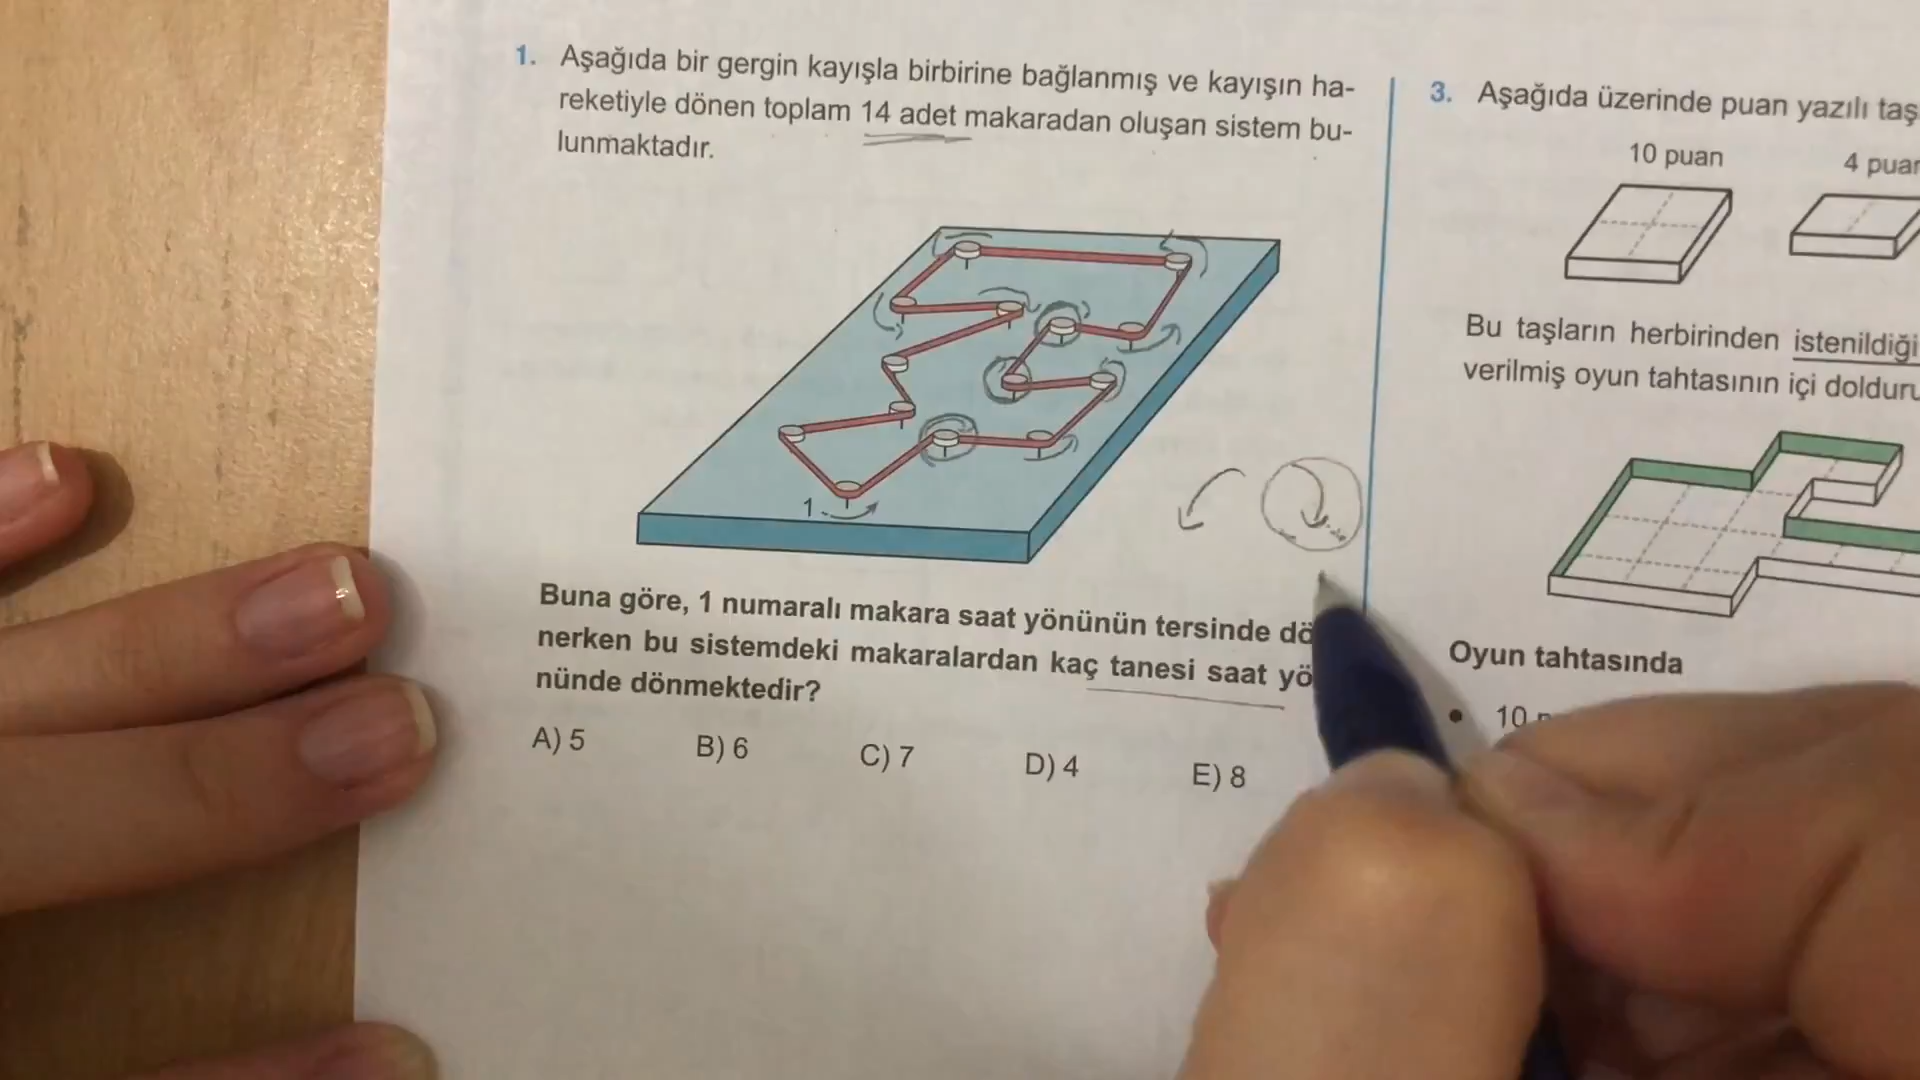 1. Aşağıda bir gergin kayışla birbirine bağlanmış ve kayışın ha-
reketiyle dönen toplam 14 adet makaradan oluşan sistem bu-
lunmaktadır.
1
Buna göre, 1 numaralı makara saat yönünün tersinde dö
nerken bu sistemdeki makaralardan kaç tanesi saat yö
nünde dönmektedir?
A) 5 B) 6 C) 7 D) 4 E) 8
3. Aşağıda üzerinde puan yazılı taş
10 puan 4 puan
Bu taşların herbirinden istenildiği
verilmiş oyun tahtasının içi dolduru
Oyun tahtasında
• 10